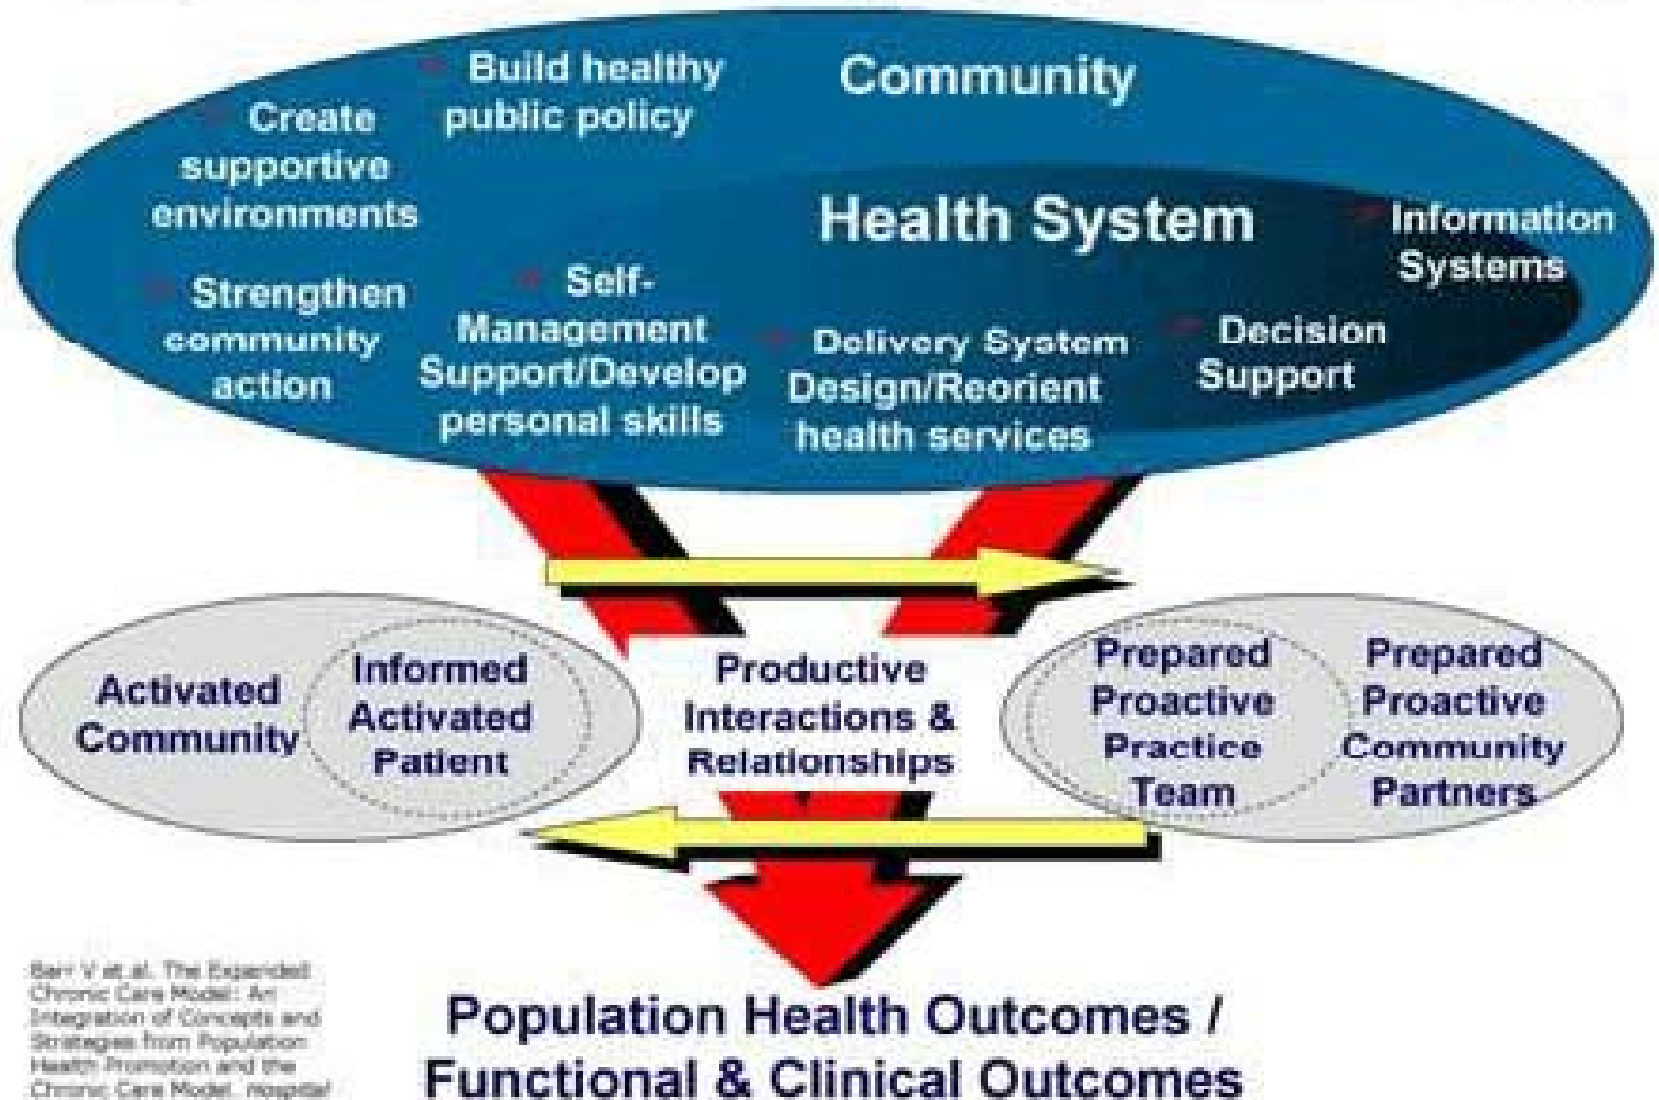 Build healthy
public policy
Community
Create
supportive
environments
Health System
Information
Systems
Strengthen
community
action
Self-
Management
Support/Develop
personal skills
Delivery System
Design/Reorient
health services
Decision
Support
Activated
Community
Informed
Activated
Patient
Productive
Interactions &
Relationships
Prepared
Proactive
Practice
Team
Prepared
Proactive
Community
Partners
Population Health Outcomes /
Functional & Clinical Outcomes
Barr V et al. The Expanded
Chronic Care Model: An
Integration of Concepts and
Strategies from Population
Health Promotion and the
Chronic Care Model. Hospital